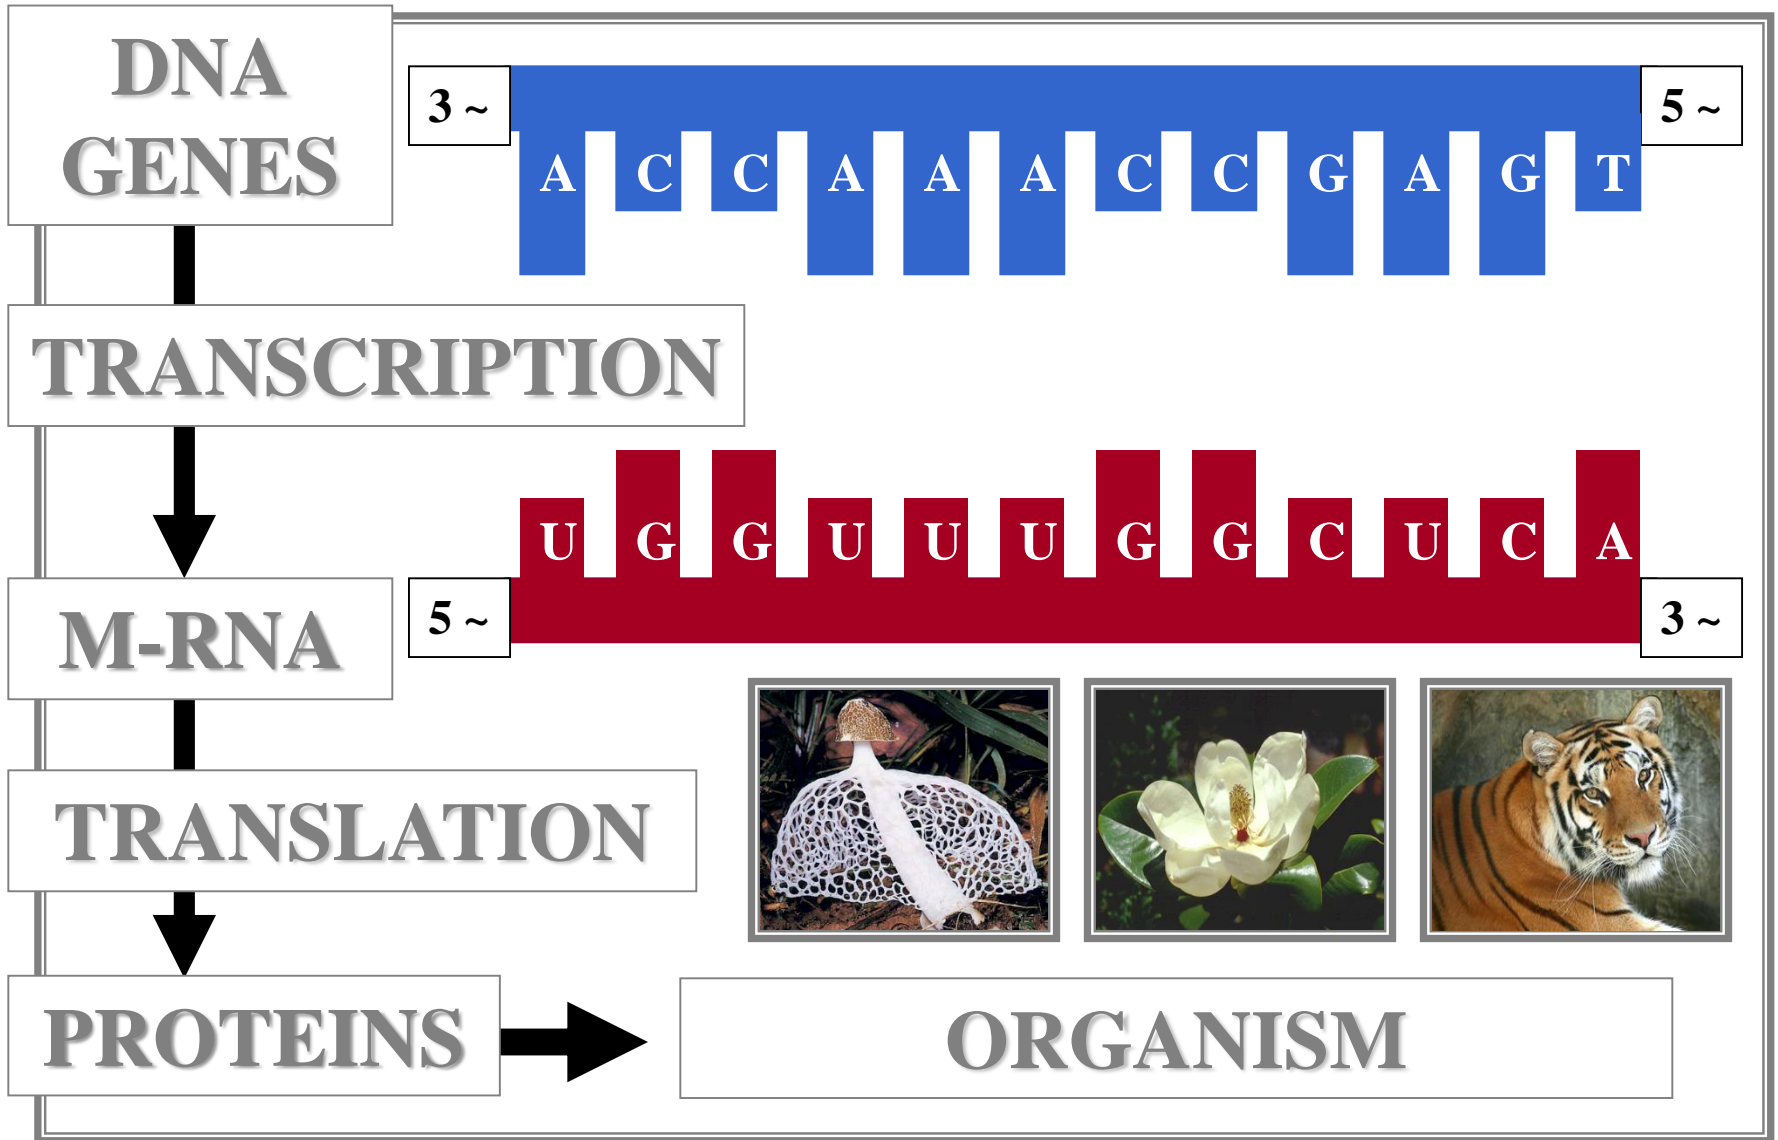 DNA
GENES
3 ~
5 ~
A C C A A A C C G A G T
TRANSCRIPTION
U G G U U U G G C U C A
M-RNA
5 ~
3 ~
TRANSLATION
PROTEINS
ORGANISM